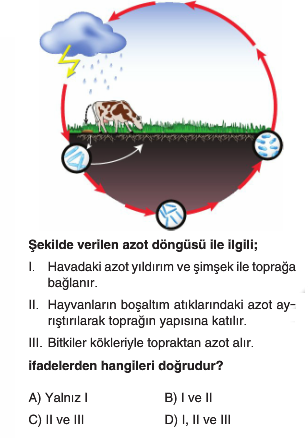 Şekilde verilen azot döngüsü ile ilgili;
I. Havadaki azot yıldırım ve şimşek ile toprağa
bağlanır.
II. Hayvanların boşaltım atıklarındaki azot ay-
rıştırılarak toprağın yapısına katılır.
III. Bitkiler kökleriyle topraktan azot alır.
ifadelerden hangileri doğrudur?
A) Yalnız I B) I ve II
C) II ve III D) I, II ve III